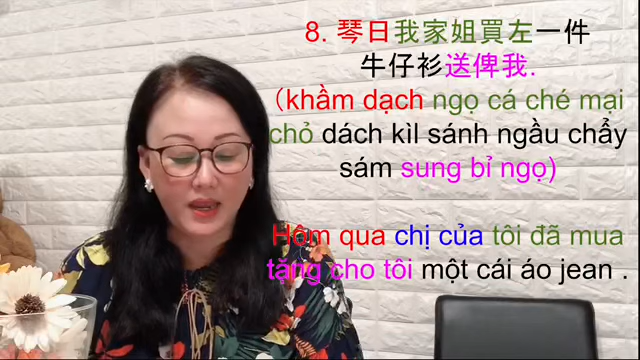 8. 琴日我家姐買左一件
牛仔衫送俾我.
(khầm dạch ngọ cá ché mại
chỏ dách kìl sánh ngầu chẩy
sám sung bỉ ngọ)
Hôm qua chị của tôi đã mua
tặng cho tôi một cái áo jean .